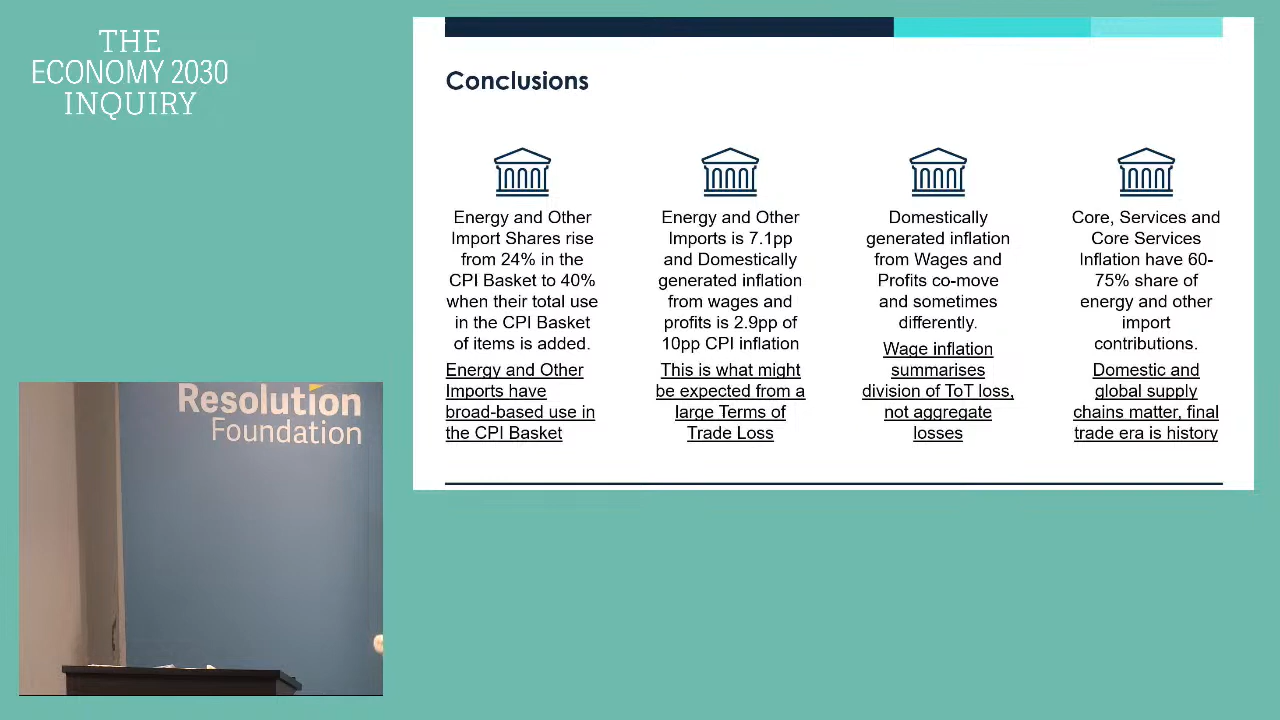 THE
ECONOMY 2030
INQUIRY
Conclusions
Energy and Other
Import Shares rise
from 24% in the
CPI Basket to 40%
when their total use
in the CPI Basket
of items is added.
Energy and Other
Imports have
broad-based use in
the CPI Basket
Energy and Other
Imports is 7.1pp
and Domestically
generated inflation
from wages and
profits is 2.9pp of
10pp CPI inflation
This is what might
be expected from a
large Terms of
Trade Loss
Domestically
generated inflation
from Wages and
Profits co-move
and sometimes
differently.
Wage inflation
summarises
division of ToT loss,
not aggregate
losses
Core, Services and
Core Services
Inflation have 60-
75% share of
energy and other
import
contributions.
Domestic and
global supply
chains matter, final
trade era is history
Resolution
Foundation